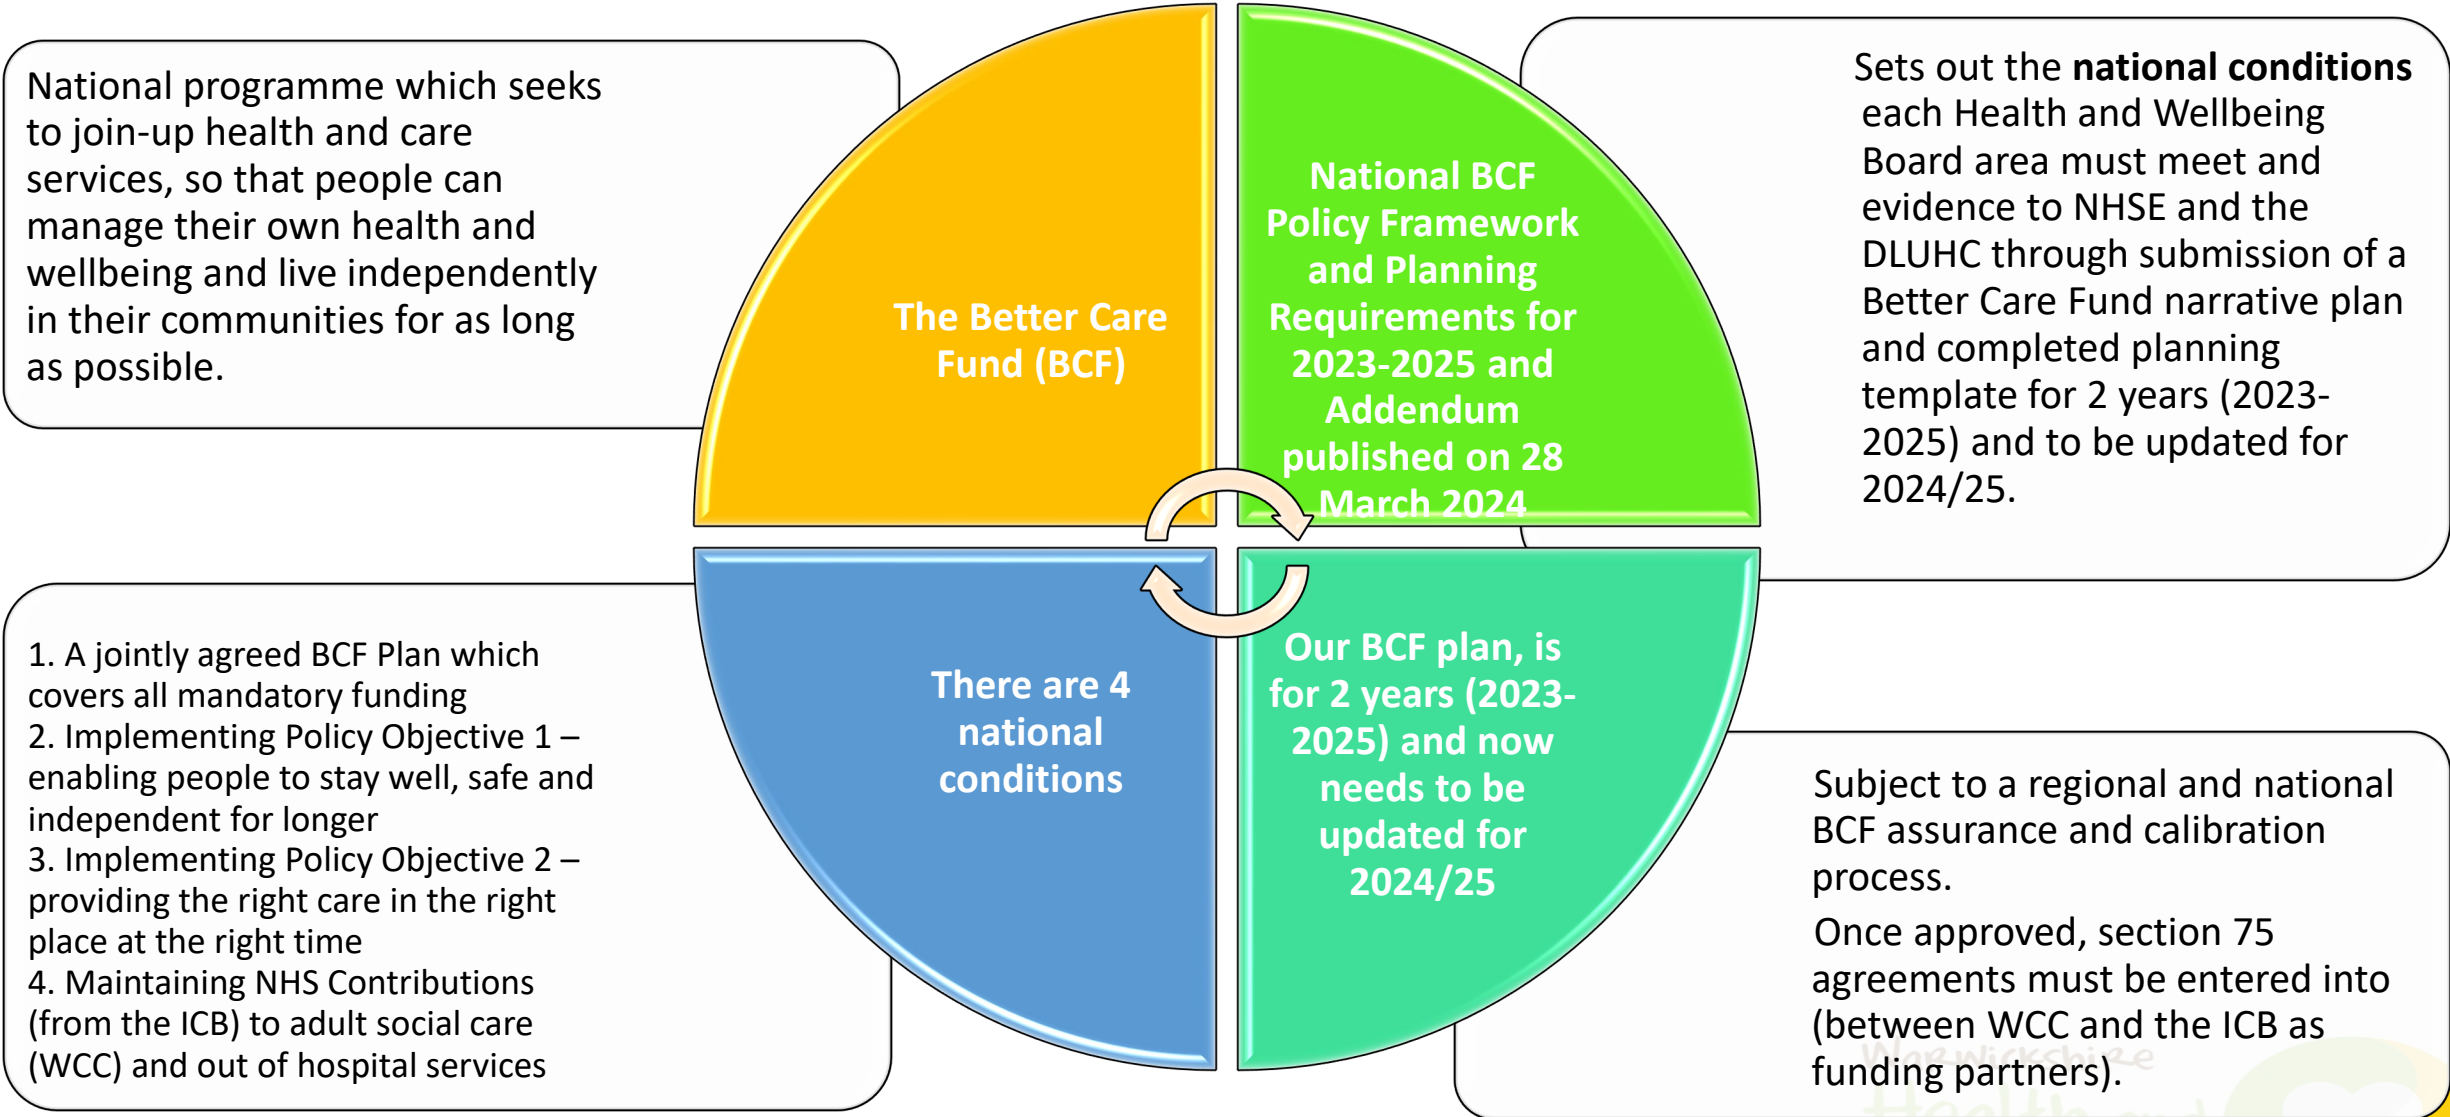 National programme which seeks
to join-up health and care
services, so that people can
manage their own health and
wellbeing and live independently
in their communities for as long
as possible.
The Better Care
Fund (BCF)
National BCF
Policy Framework
and Planning
Requirements for
2023-2025 and
Addendum
published on 28
March 2024
Sets out the national conditions
each Health and Wellbeing
Board area must meet and
evidence to NHSE and the
DLUHC through submission of a
Better Care Fund narrative plan
and completed planning
template for 2 years (2023-
2025) and to be updated for
2024/25.
1. A jointly agreed BCF Plan which
covers all mandatory funding
2. Implementing Policy Objective 1 –
enabling people to stay well, safe and
independent for longer
3. Implementing Policy Objective 2 –
providing the right care in the right
place at the right time
4. Maintaining NHS Contributions
(from the ICB) to adult social care
(WCC) and out of hospital services
There are 4
national
conditions
Our BCF plan, is
for 2 years (2023-
2025) and now
needs to be
updated for
2024/25
Subject to a regional and national
BCF assurance and calibration
process.
Once approved, section 75
agreements must be entered into
(between WCC and the ICB as
funding partners).
Warwickshire
Health and